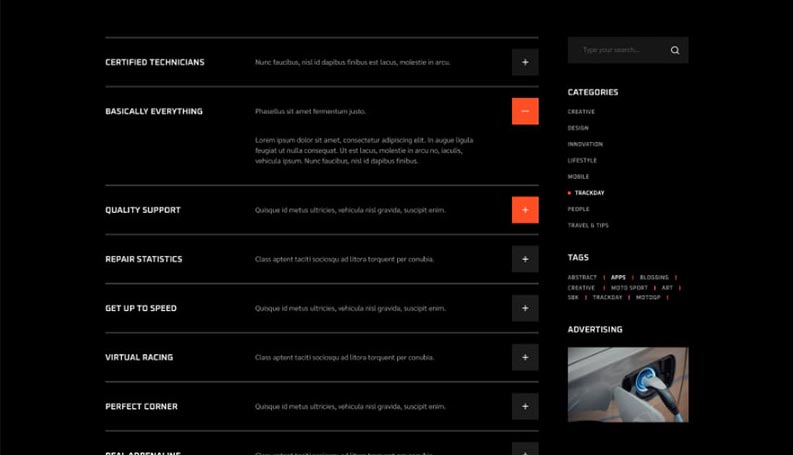 CERTIFIED TECHNICIANS
Nunc faucibus, nisl id dapibus finibus est lacus, molestie in arcu.
+
BASICALLY EVERYTHING
Phasellus sit amet fermentum justo.
−
Lorem ipsum dolor sit amet, consectetur adipiscing elit. In augue ligula
feugiat ut nulla consequat. Ut est lacus, molestie in arcu no, iaculis,
vehicula ipsum. Nunc faucibus, nisl id dapibus finibus.
QUALITY SUPPORT
Quisque id metus ultricies, vehicula nisl gravida, suscipit enim.
+
REPAIR STATISTICS
Class aptent taciti sociosqu ad litora torquent per conubia.
+
GET UP TO SPEED
Quisque id metus ultricies, vehicula nisl gravida, suscipit enim.
+
VIRTUAL RACING
Class aptent taciti sociosqu ad litora torquent per conubia.
+
PERFECT CORNER
Quisque id metus ultricies, vehicula nisl gravida, suscipit enim.
+
REAL ADRENALINE
Type your search...
CATEGORIES
CREATIVE
DESIGN
INNOVATION
LIFESTYLE
MOBILE
TRACKDAY
PEOPLE
TRAVEL & TIPS
TAGS
ABSTRACT | APPS | BLOGGING |
CREATIVE | MOTO SPORT | ART |
SBK | TRACKDAY | MOTOGP |
ADVERTISING